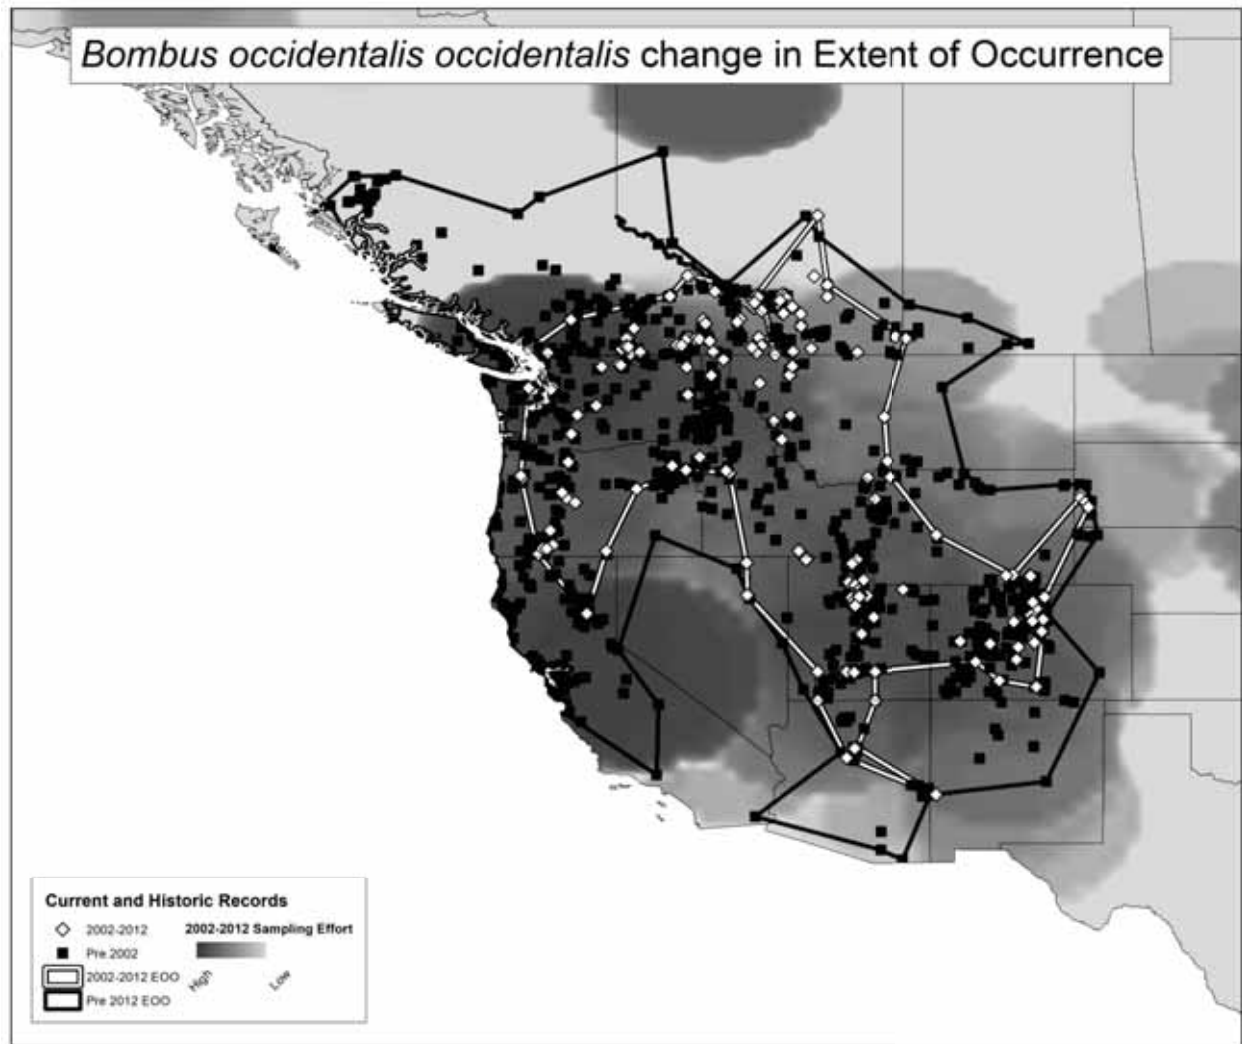 Bombus occidentalis occidentalis change in Extent of Occurrence
Current and Historic Records
2002-2012
2002-2012 Sampling Effort
Pre 2002
High
Low
2002-2012 EOO
Pre 2012 EOO